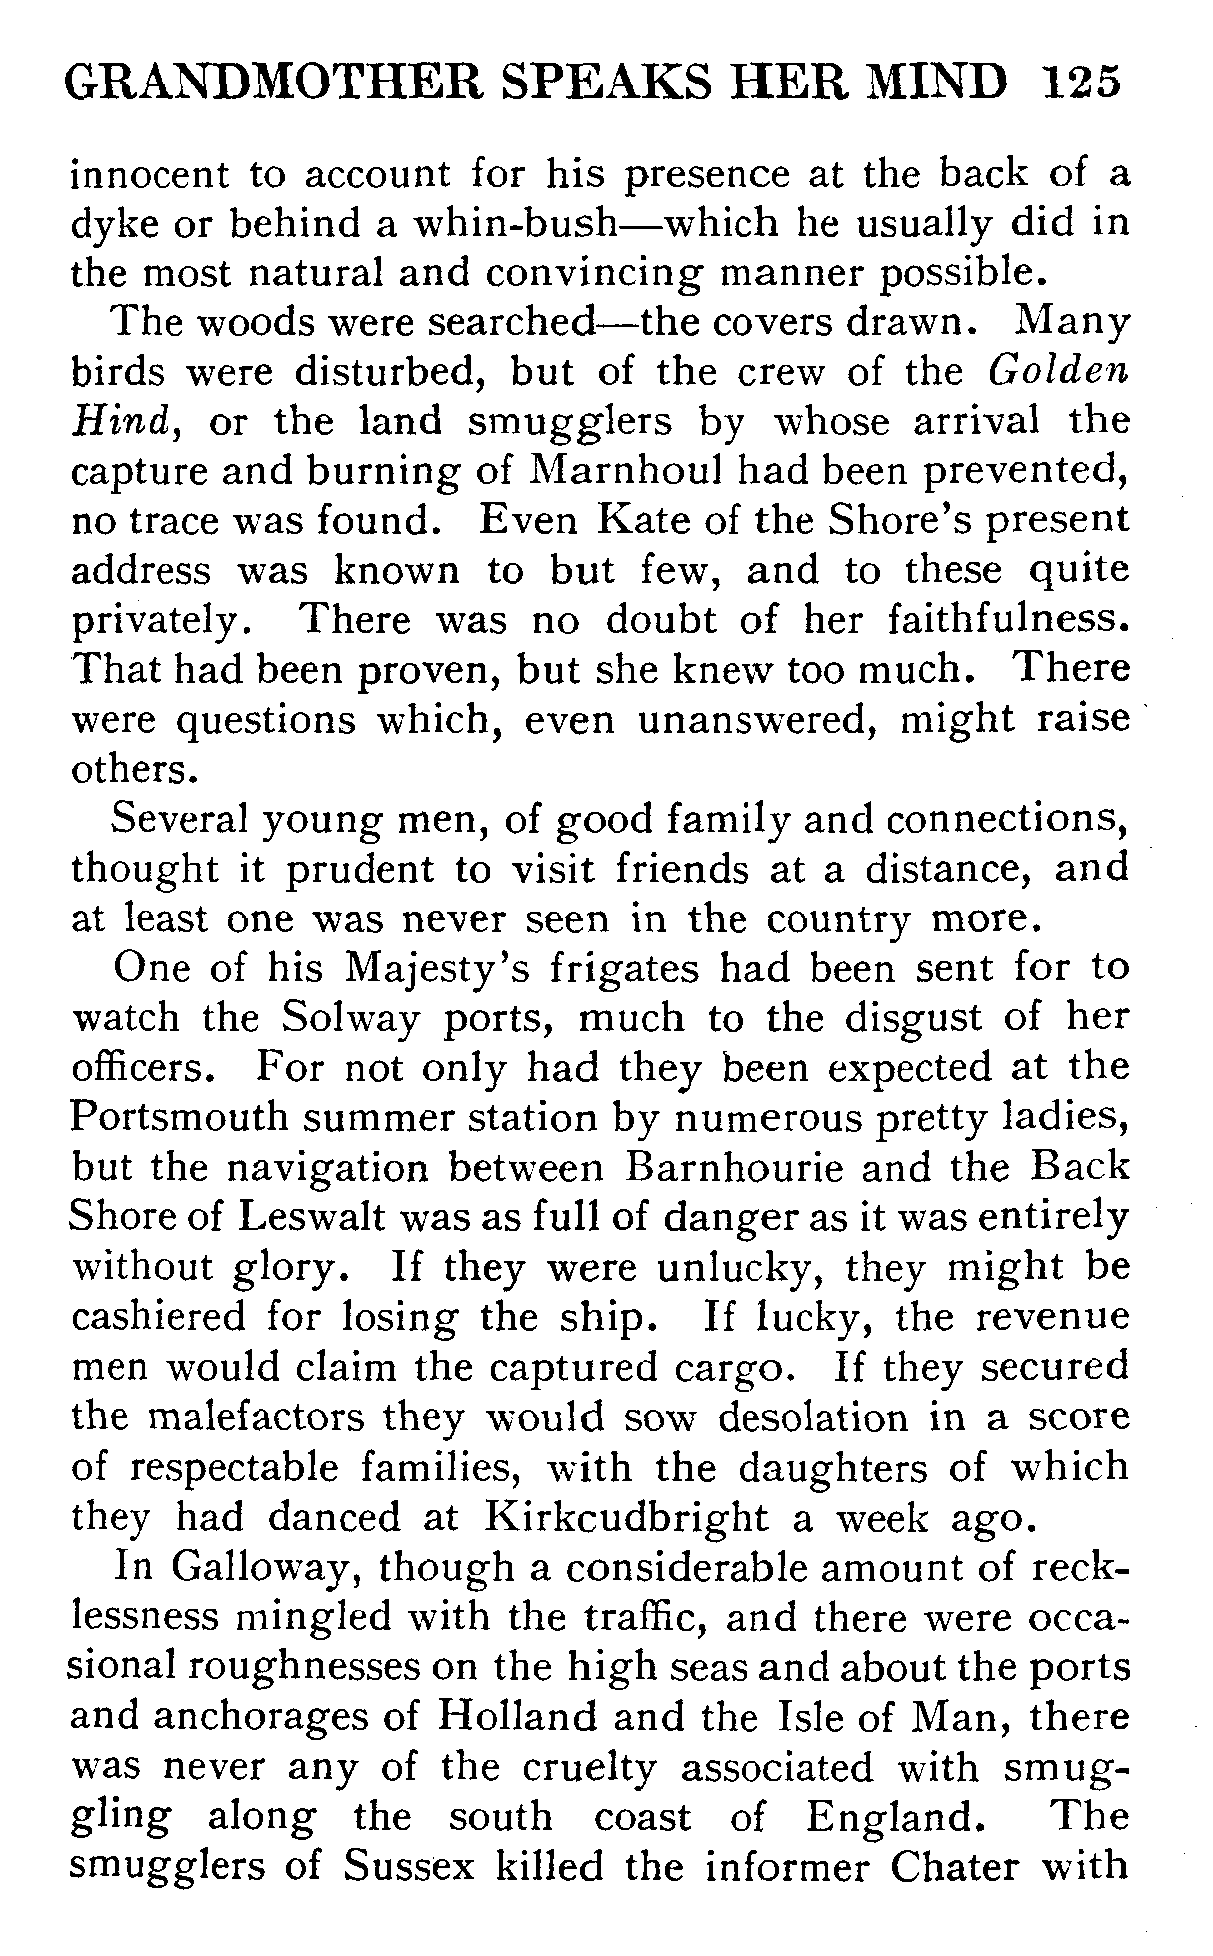 GRANDMOTHER SPEAKS HER MIND 125
innocent to account for his presence at the back of a
dyke or behind a whin-bush—which he usually did in
the most natural and convincing manner possible.
The woods were searched—the covers drawn. Many
birds were disturbed, but of the crew of the Golden
Hind, or the land smugglers by whose arrival the
capture and burning of Marnhoul had been prevented,
no trace was found. Even Kate of the Shore's present
address was known to but few, and to these quite
privately. There was no doubt of her faithfulness.
That had been proven, but she knew too much. There
were questions which, even unanswered, might raise
others.
Several young men, of good family and connections,
thought it prudent to visit friends at a distance, and
at least one was never seen in the country more.
One of his Majesty's frigates had been sent for to
watch the Solway ports, much to the disgust of her
officers. For not only had they been expected at the
Portsmouth summer station by numerous pretty ladies,
but the navigation between Barnhourie and the Back
Shore of Leswalt was as full of danger as it was entirely
without glory. If they were unlucky, they might be
cashiered for losing the ship. If lucky, the revenue
men would claim the captured cargo. If they secured
the malefactors they would sow desolation in a score
of respectable families, with the daughters of which
they had danced at Kirkcudbright a week ago.
In Galloway, though a considerable amount of reck-
lessness mingled with the traffic, and there were occa-
sional roughnesses on the high seas and about the ports
and anchorages of Holland and the Isle of Man, there
was never any of the cruelty associated with smug-
gling along the south coast of England. The
smugglers of Sussex killed the informer Chater with